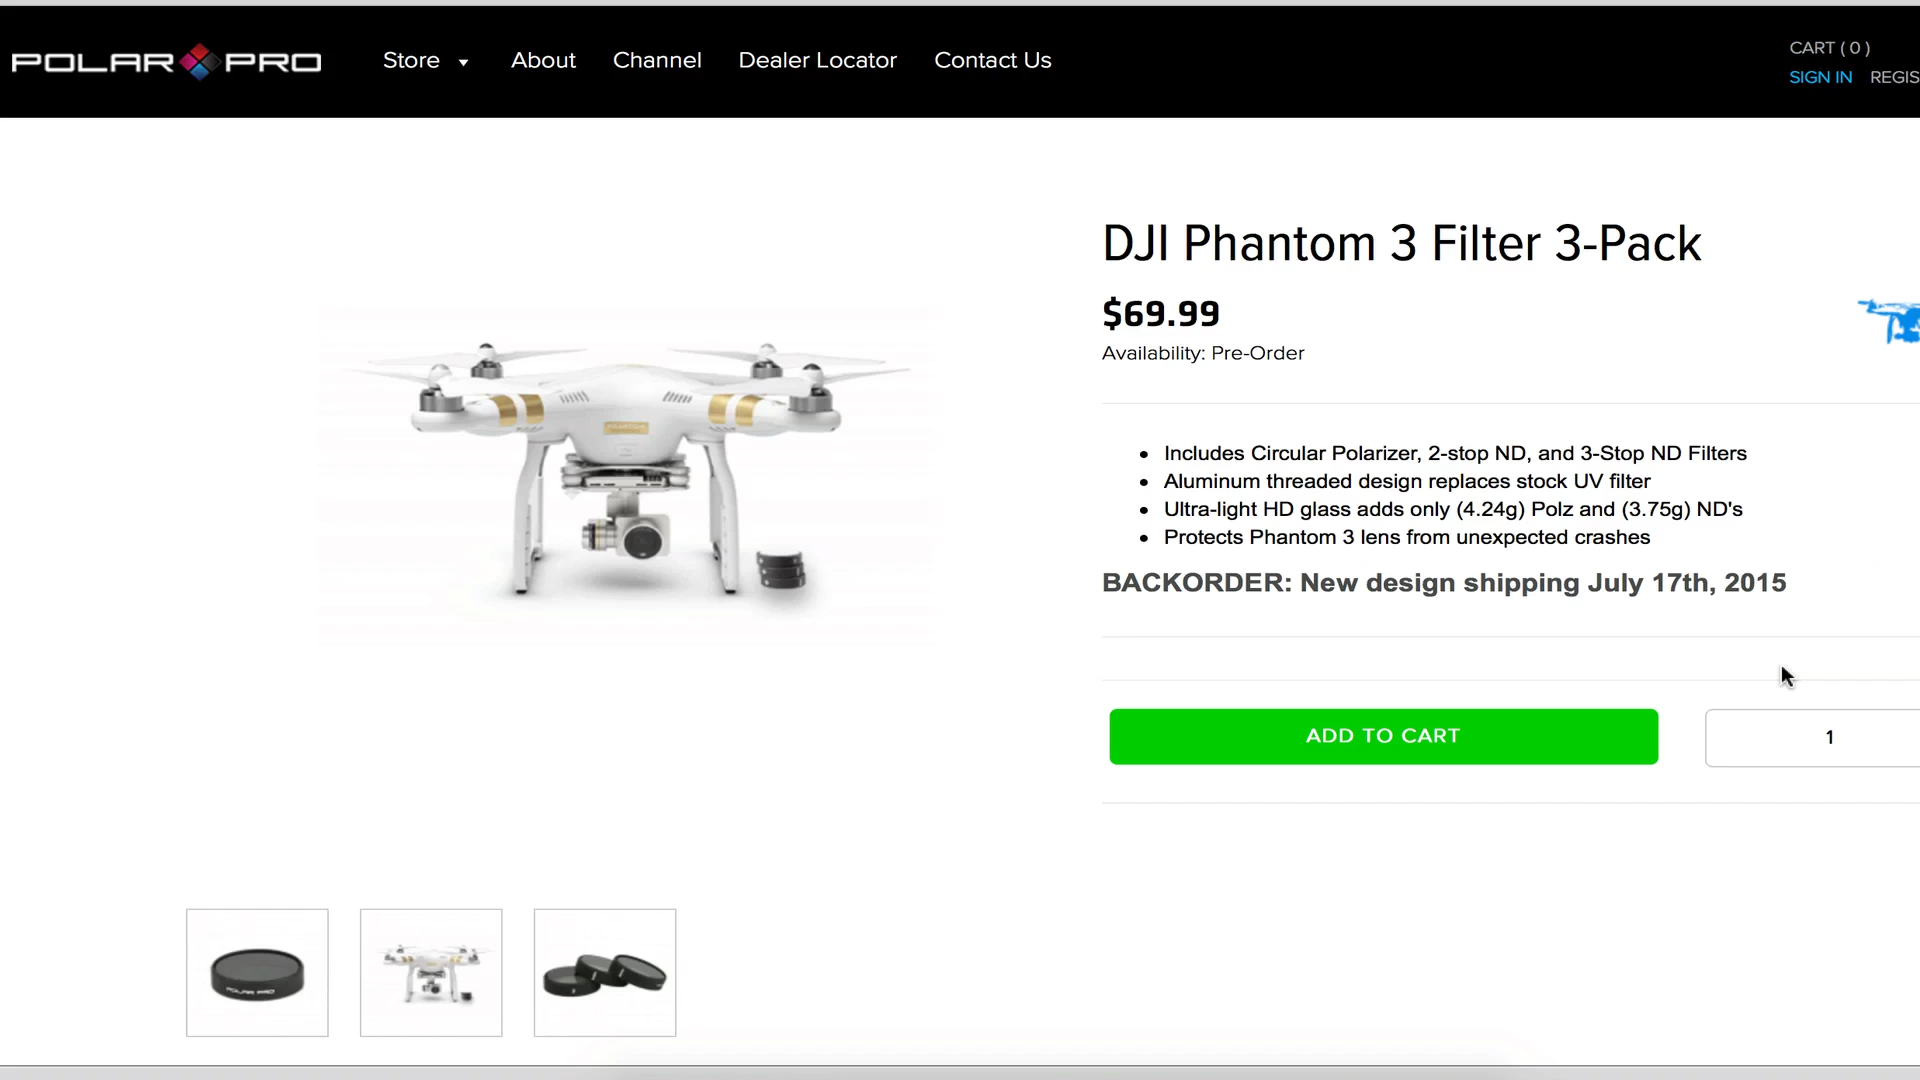 POLAR PRO
Store
About
Channel
Dealer Locator
Contact Us
CART ( 0 )
SIGN IN
REGIS
DJI Phantom 3 Filter 3-Pack
$69.99
Availability: Pre-Order
Includes Circular Polarizer, 2-stop ND, and 3-Stop ND Filters
Aluminum threaded design replaces stock UV filter
Ultra-light HD glass adds only (4.24g) Polz and (3.75g) ND's
Protects Phantom 3 lens from unexpected crashes
BACKORDER: New design shipping July 17th, 2015
ADD TO CART
1
PHANTOM
POLAR PRO